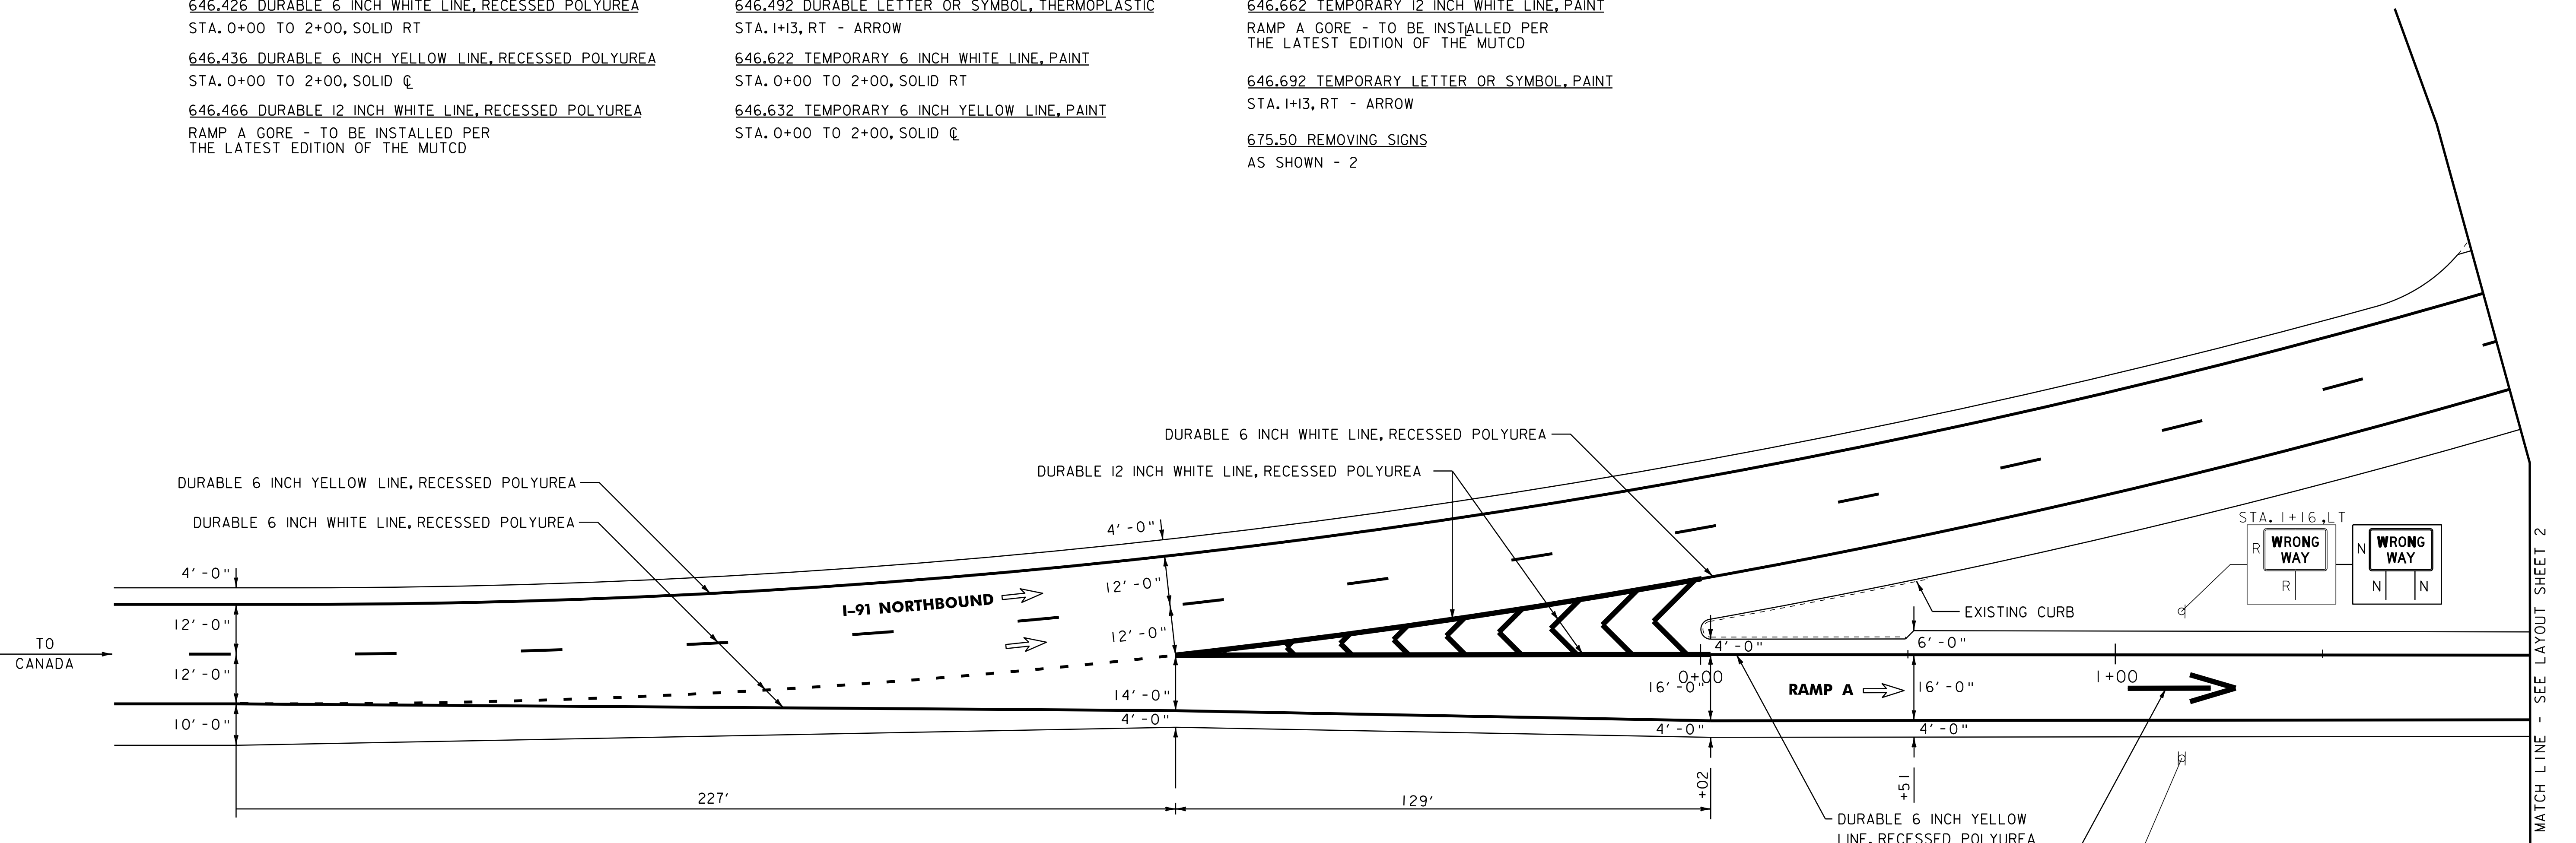 646.426 DURABLE 6 INCH WHITE LINE, RECESSED POLYUREA
STA. 0+00 TO 2+00, SOLID RT
646.436 DURABLE 6 INCH YELLOW LINE, RECESSED POLYUREA
STA. 0+00 TO 2+00, SOLID ℄
646.466 DURABLE 12 INCH WHITE LINE, RECESSED POLYUREA
RAMP A GORE - TO BE INSTALLED PER
THE LATEST EDITION OF THE MUTCD
646.492 DURABLE LETTER OR SYMBOL, THERMOPLASTIC
STA. 1+13, RT - ARROW
646.622 TEMPORARY 6 INCH WHITE LINE, PAINT
STA. 0+00 TO 2+00, SOLID RT
646.632 TEMPORARY 6 INCH YELLOW LINE, PAINT
STA. 0+00 TO 2+00, SOLID ℄
646.662 TEMPORARY 12 INCH WHITE LINE, PAINT
RAMP A GORE - TO BE INSTALLED PER
THE LATEST EDITION OF THE MUTCD
646.692 TEMPORARY LETTER OR SYMBOL, PAINT
STA. 1+13, RT - ARROW
675.50 REMOVING SIGNS
AS SHOWN - 2
DURABLE 6 INCH WHITE LINE, RECESSED POLYUREA
DURABLE 12 INCH WHITE LINE, RECESSED POLYUREA
DURABLE 6 INCH YELLOW LINE, RECESSED POLYUREA
DURABLE 6 INCH WHITE LINE, RECESSED POLYUREA
4'-0"
12'-0"
12'-0"
10'-0"
TO
CANADA
I-91 NORTHBOUND
4'-0"
12'-0"
12'-0"
14'-0"
4'-0"
227'
129'
4'-0"
0+00
16'-0"
4'-0"
+02
RAMP A
6'-0"
16'-0"
4'-0"
+51
1+00
EXISTING CURB
STA. 1+16, LT
R
WRONG
WAY
R
N
WRONG
WAY
N
N
DURABLE 6 INCH YELLOW
LINE, RECESSED POLYUREA
MATCH LINE - SEE LAYOUT SHEET 2